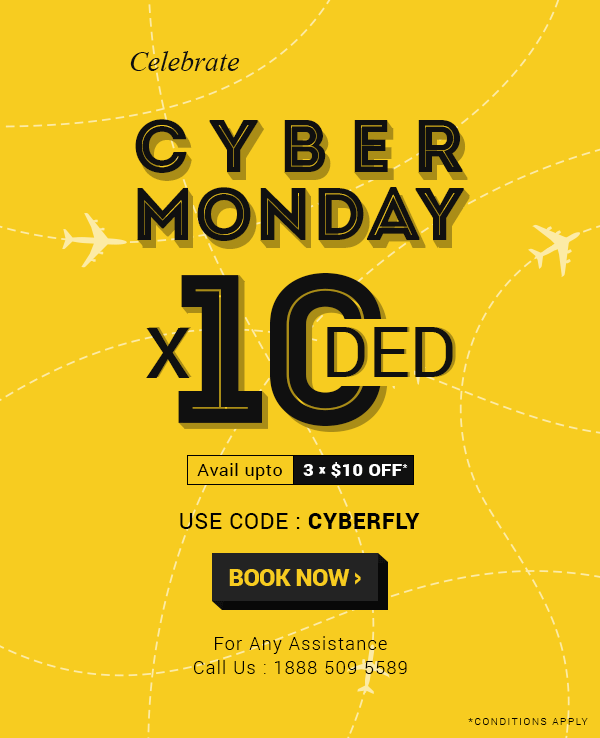 Celebrate
CYBER
MONDAY
X10DED
Avail upto 3 x $10 OFF*
USE CODE : CYBERFLY
BOOK NOW ›
For Any Assistance
Call Us : 1888 509 5589
*CONDITIONS APPLY